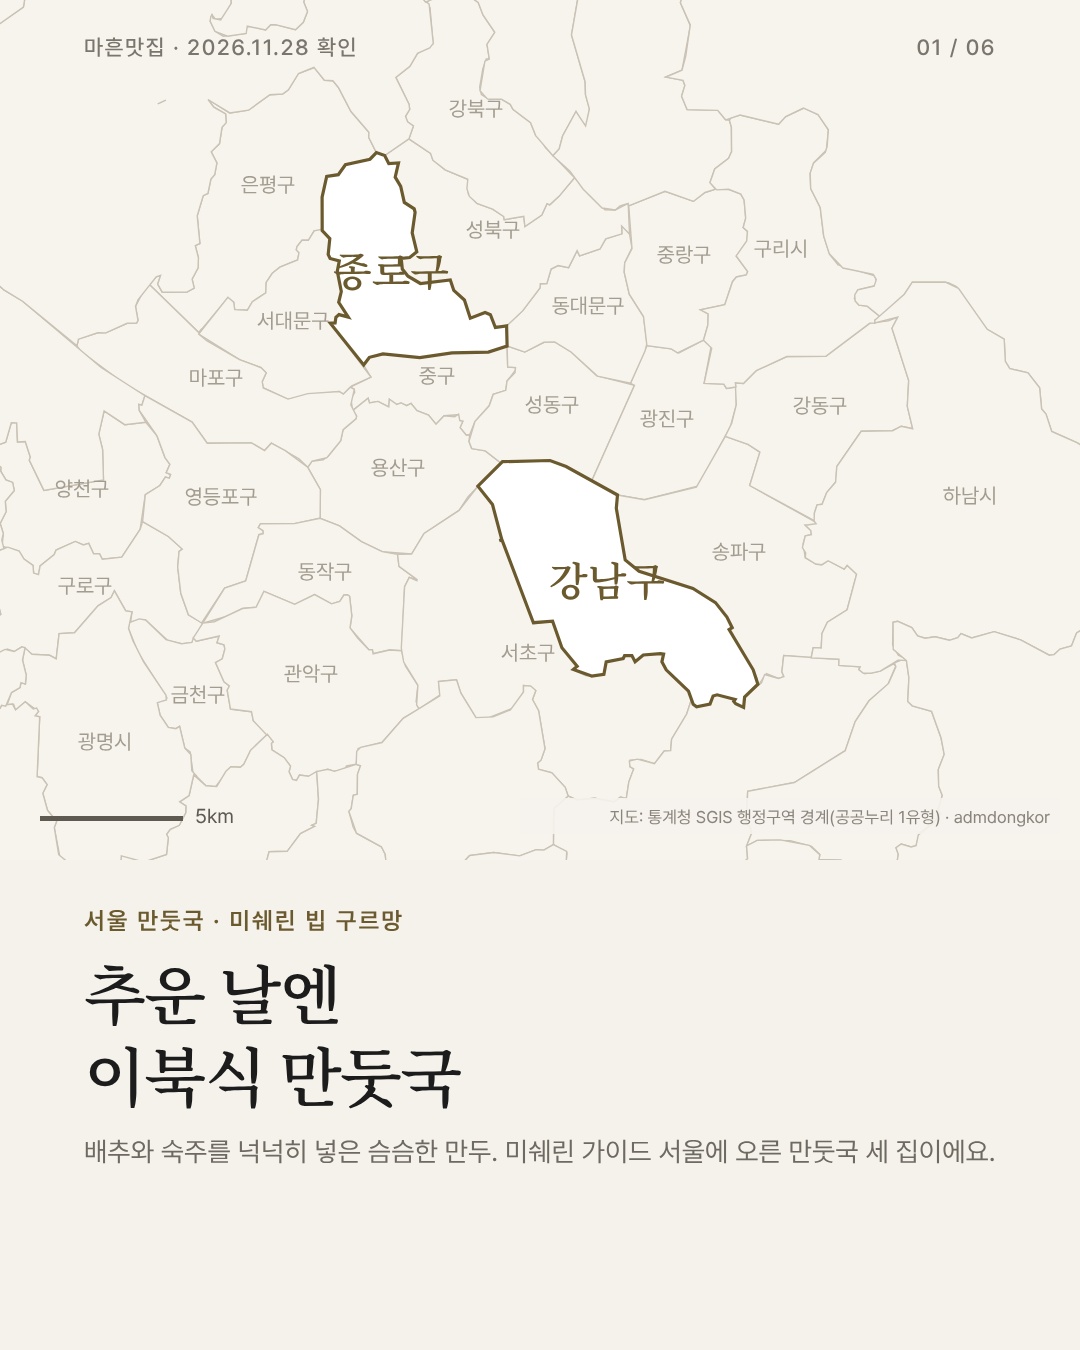 마흔맛집 · 2026.11.28 확인
01 / 06
강북구
은평구
성북구
중랑구
구리시
종로구
동대문구
서대문구
마포구
중구
성동구
광진구
강동구
용산구
양천구
영등포구
하남시
송파구
동작구
강남구
구로구
서초구
관악구
금천구
광명시
5km
지도: 통계청 SGIS 행정구역 경계(공공누리 1유형) · admdongkor
서울 만둣국 · 미쉐린 빕 구르망
추운 날엔
이북식 만둣국
배추와 숙주를 넉넉히 넣은 슴슴한 만두. 미쉐린 가이드 서울에 오른 만둣국 세 집이에요.